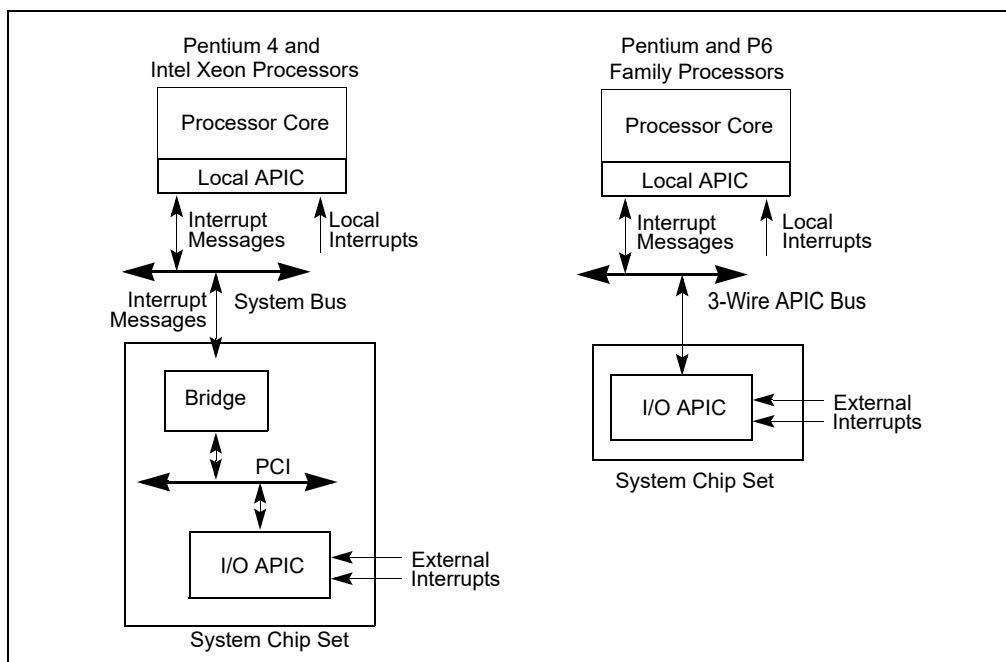 Pentium 4 and
Intel Xeon Processors
Processor Core
Local APIC
Interrupt
Messages
Local
Interrupts
Interrupt
Messages
System Bus
Bridge
PCI
I/O APIC
External
Interrupts
System Chip Set
Pentium and P6
Family Processors
Processor Core
Local APIC
Interrupt
Messages
Local
Interrupts
3-Wire APIC Bus
I/O APIC
External
Interrupts
System Chip Set